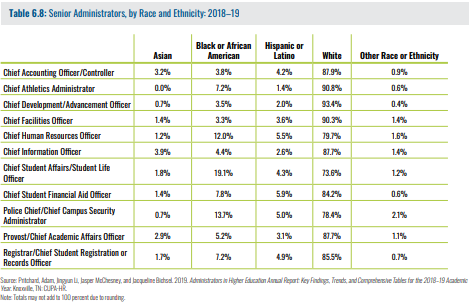 Table 6.8: Senior Administrators, by Race and Ethnicity: 2018–19
Asian Black or African American Hispanic or Latino White Other Race or Ethnicity
Chief Accounting Officer/Controller 3.2% 3.8% 4.2% 87.9% 0.9%
Chief Athletics Administrator 0.0% 7.2% 1.4% 90.8% 0.6%
Chief Development/Advancement Officer 0.7% 3.5% 2.0% 93.4% 0.4%
Chief Facilities Officer 1.4% 3.3% 3.6% 90.3% 1.4%
Chief Human Resources Officer 1.2% 12.0% 5.5% 79.7% 1.6%
Chief Information Officer 3.9% 4.4% 2.6% 87.7% 1.4%
Chief Student Affairs/Student Life Officer 1.8% 19.1% 4.3% 73.6% 1.2%
Chief Student Financial Aid Officer 1.4% 7.8% 5.9% 84.2% 0.6%
Police Chief/Chief Campus Security Administrator 0.7% 13.7% 5.0% 78.4% 2.1%
Provost/Chief Academic Affairs Officer 2.9% 5.2% 3.1% 87.7% 1.1%
Registrar/Chief Student Registration or Records Officer 1.7% 7.2% 4.9% 85.5% 0.7%
Source: Pritchard, Adam, Jingyun Li, Jasper McChesney, and Jacqueline Bichsel. 2019. Administrators in Higher Education Annual Report: Key Findings, Trends, and Comprehensive Tables for the 2018–19 Academic
Year. Knoxville, TN: CUPA-HR.
Note: Totals may not add to 100 percent due to rounding.